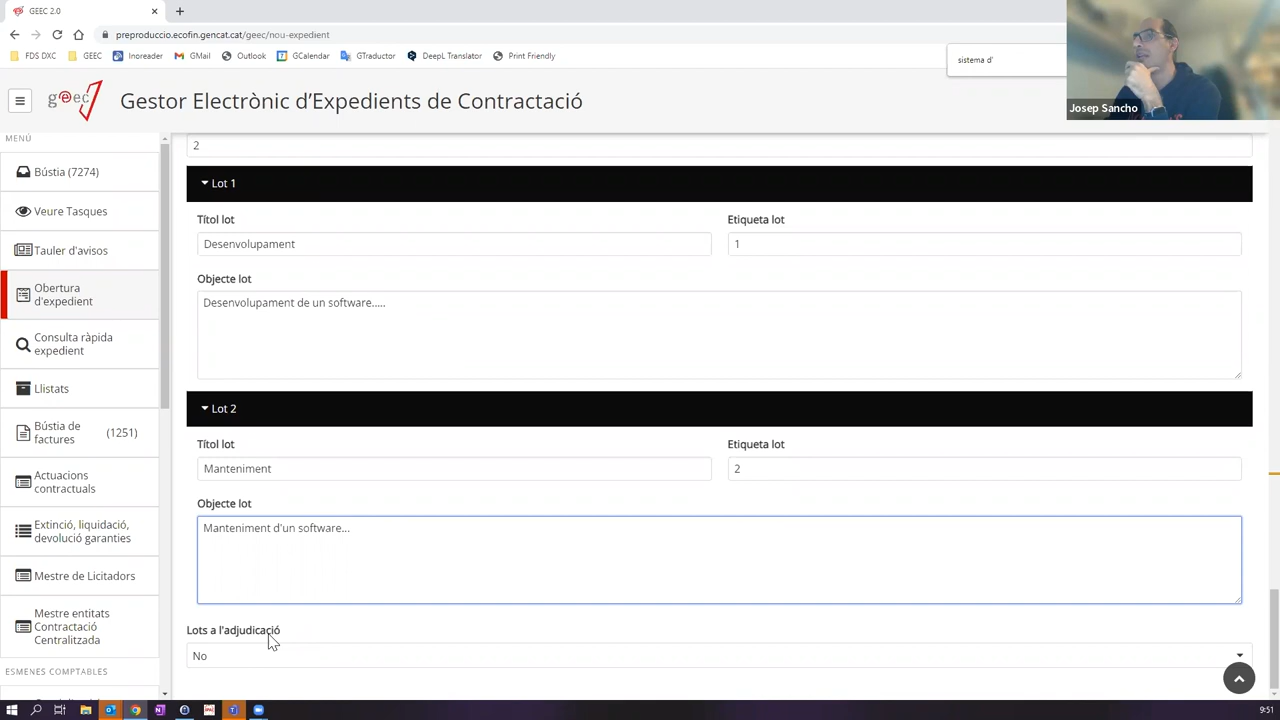 GEEC 2.0
preproduccio.ecofin.gencat.cat/geec/nou-expedient
FDS DXC
GEEC
Inoreader
GMail
Outlook
GCalendar
GTraductor
DeepL Translator
Print Friendly
sistema d'
Josep Sancho
geec
Gestor Electrònic d'Expedients de Contractació
MENÚ
Bústia (7274)
Veure Tasques
Tauler d'avisos
Obertura
d'expedient
Consulta ràpida
expedient
Llistats
Bústia de
factures (1251)
Actuacions
contractuals
Extinció, liquidació,
devolució garanties
Mestre de Licitadors
Mestre entitats
Contractació
Centralitzada
ESMENES COMPTABLES
2
Lot 1
Títol lot
Etiqueta lot
Desenvolupament
1
Objecte lot
Desenvolupament de un software.....
Lot 2
Títol lot
Etiqueta lot
Manteniment
2
Objecte lot
Manteniment d'un software...
Lots a l'adjudicació
No
9:51